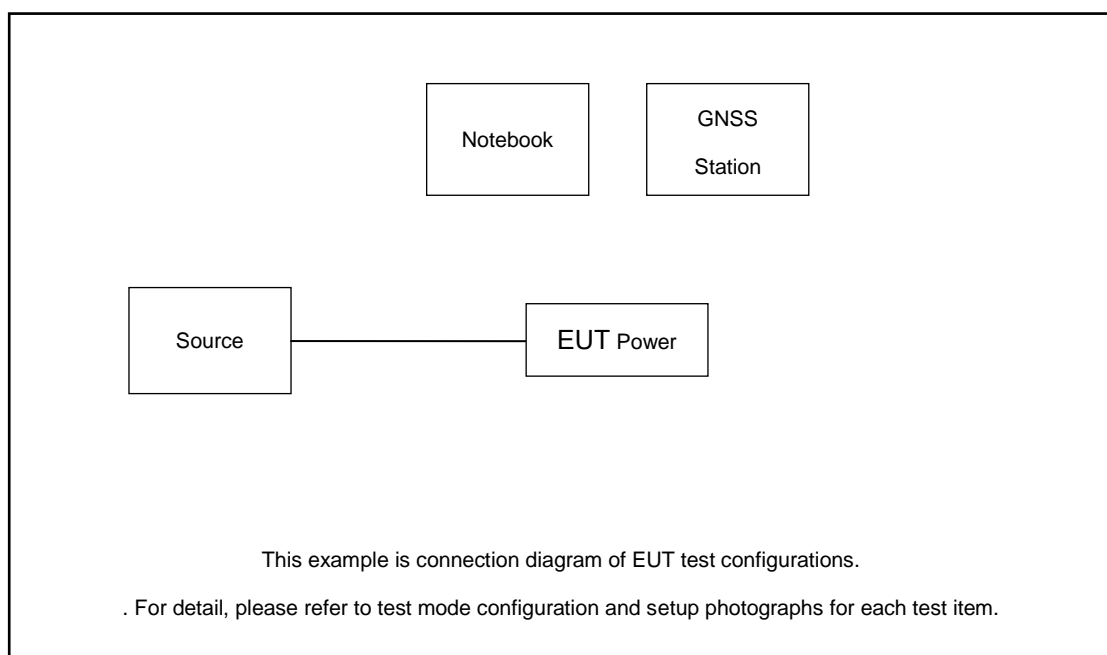 Notebook
GNSS
Station
Source
EUT Power
This example is connection diagram of EUT test configurations.
. For detail, please refer to test mode configuration and setup photographs for each test item.